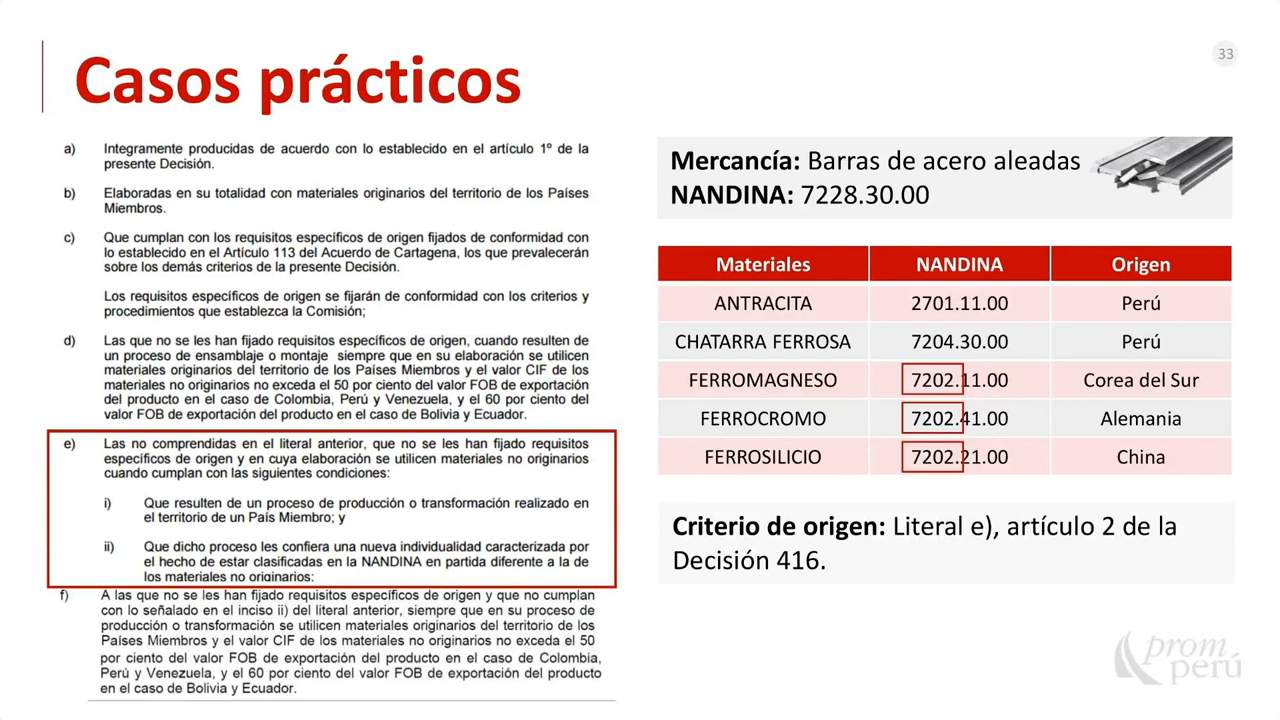 33
Casos prácticos
a) Integramente producidas de acuerdo con lo establecido en el artículo 1º de la
presente Decisión.
b) Elaboradas en su totalidad con materiales originarios del territorio de los Países
Miembros.
c) Que cumplan con los requisitos específicos de origen fijados de conformidad con
lo establecido en el Artículo 113 del Acuerdo de Cartagena, los que prevalecerán
sobre los demás criterios de la presente Decisión.
Los requisitos específicos de origen se fijarán de conformidad con los criterios y
procedimientos que establezca la Comisión;
d) Las que no se les han fijado requisitos específicos de origen, cuando resulten de
un proceso de ensamblaje o montaje siempre que en su elaboración se utilicen
materiales originarios del territorio de los Países Miembros y el valor CIF de los
materiales no originarios no exceda el 50 por ciento del valor FOB de exportación
del producto en el caso de Colombia, Perú y Venezuela, y el 60 por ciento del
valor FOB de exportación del producto en el caso de Bolivia y Ecuador.
e) Las no comprendidas en el literal anterior, que no se les han fijado requisitos
específicos de origen y en cuya elaboración se utilicen materiales no originarios
cuando cumplan con las siguientes condiciones:
i) Que resulten de un proceso de producción o transformación realizado en
el territorio de un País Miembro; y
ii) Que dicho proceso les confiera una nueva individualidad caracterizada por
el hecho de estar clasificadas en la NANDINA en partida diferente a la de
los materiales no originarios:
f) A las que no se les han fijado requisitos específicos de origen y que no cumplan
con lo señalado en el inciso ii) del literal anterior, siempre que en su proceso de
producción o transformación se utilicen materiales originarios del territorio de los
Países Miembros y el valor CIF de los materiales no originarios no exceda el 50
por ciento del valor FOB de exportación del producto en el caso de Colombia,
Perú y Venezuela, y el 60 por ciento del valor FOB de exportación del producto
en el caso de Bolivia y Ecuador.
Mercancía: Barras de acero aleadas
NANDINA: 7228.30.00
Materiales NANDINA Origen
ANTRACITA 2701.11.00 Perú
CHATARRA FERROSA 7204.30.00 Perú
FERROMAGNESO 7202.11.00 Corea del Sur
FERROCROMO 7202.41.00 Alemania
FERROSILICIO 7202.21.00 China
Criterio de origen: Literal e), artículo 2 de la
Decisión 416.
prom
perú